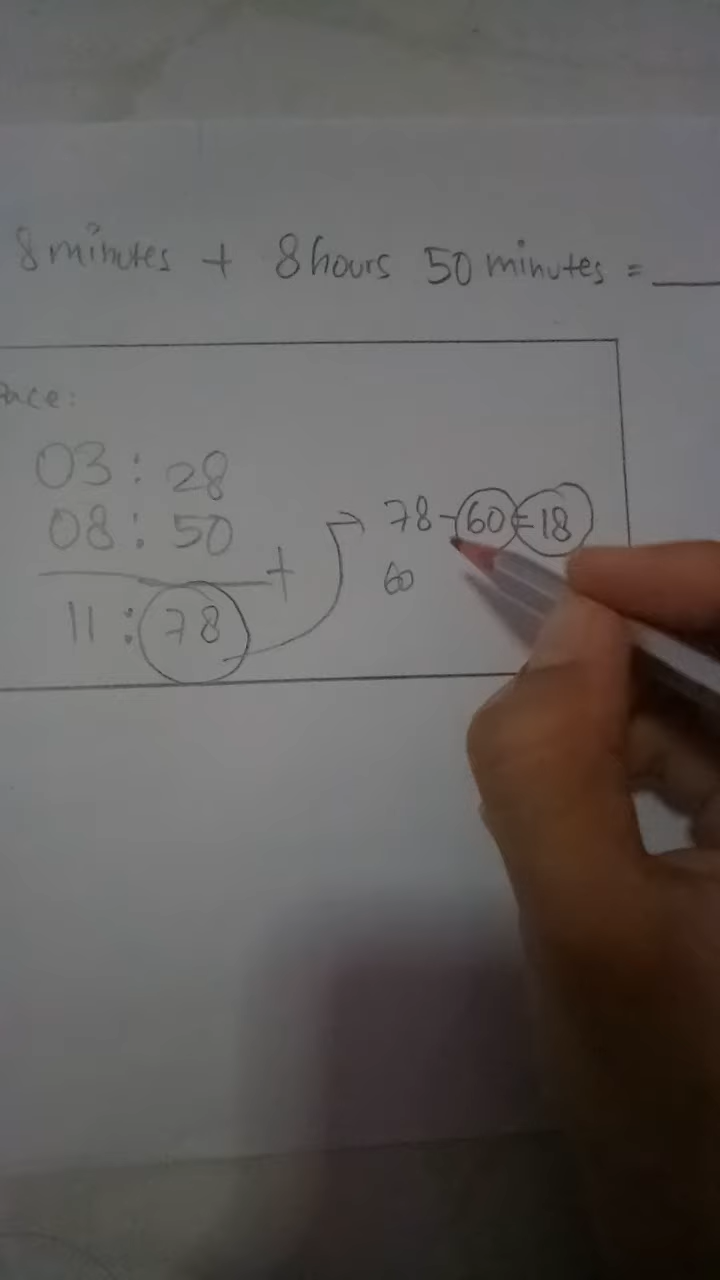 8 minutes + 8 hours 50 minutes = ___
ace:
03 : 28
08 : 50
+
11 : 78
78 - 60 = 18
60